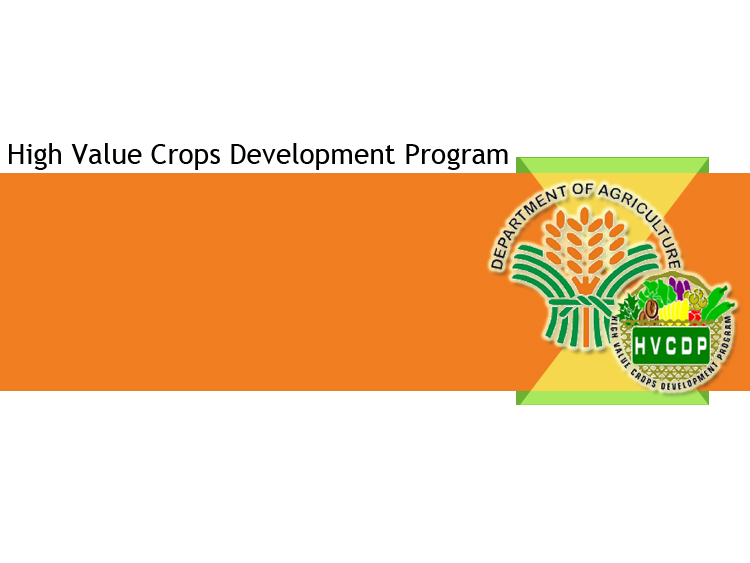 High Value Crops Development Program
DEPARTMENT OF AGRICULTURE
HVCDP
HIGH VALUE CROPS DEVELOPMENT PROGRAM